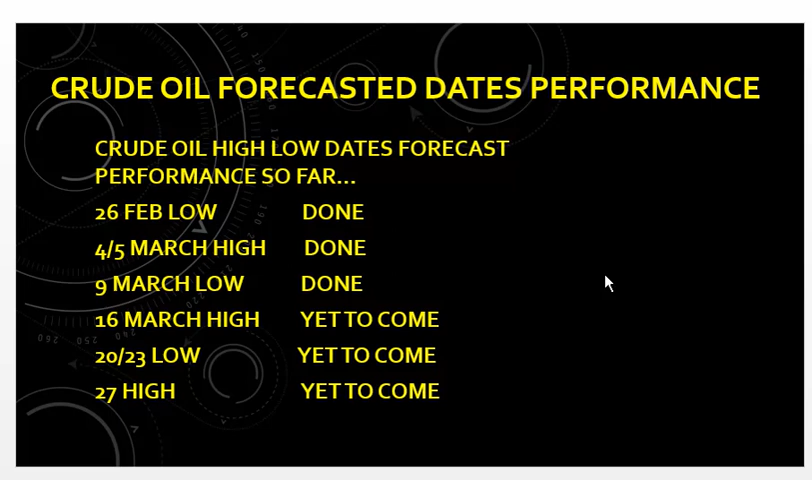 CRUDE OIL FORECASTED DATES PERFORMANCE
CRUDE OIL HIGH LOW DATES FORECAST
PERFORMANCE SO FAR...
26 FEB LOW DONE
4/5 MARCH HIGH DONE
9 MARCH LOW DONE
16 MARCH HIGH YET TO COME
20/23 LOW YET TO COME
27 HIGH YET TO COME